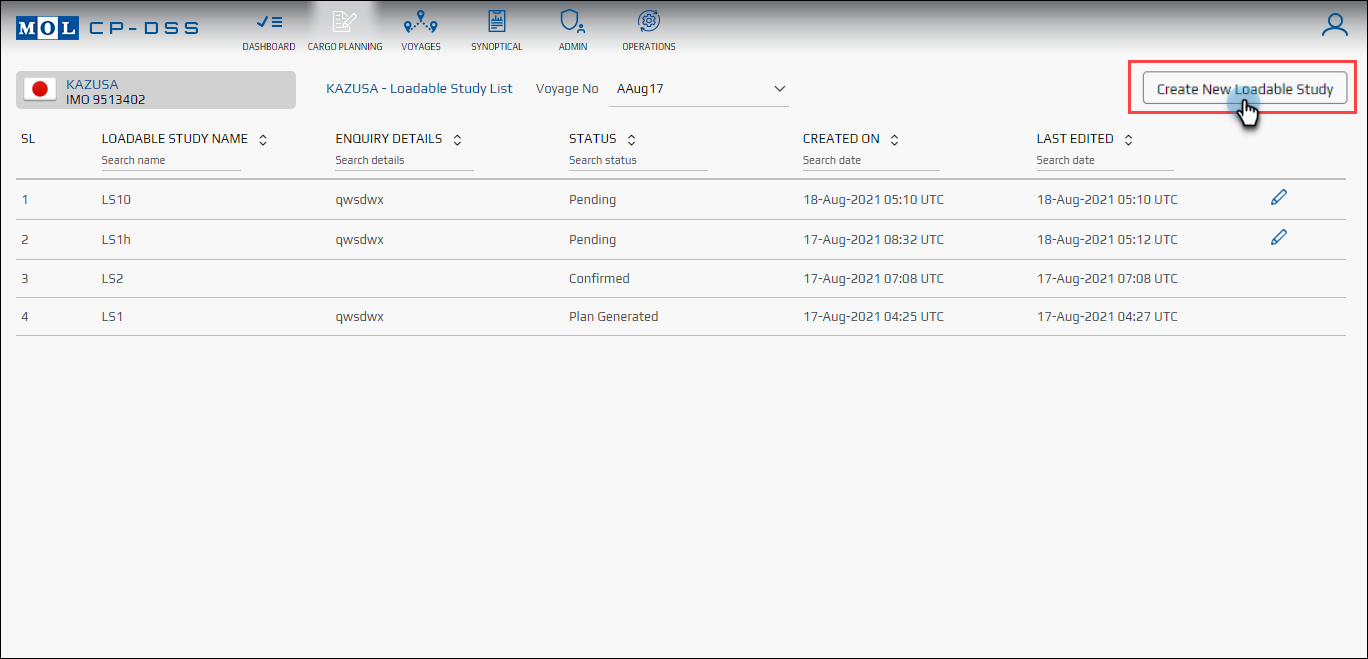 MOL CP-DSS
DASHBOARD CARGO PLANNING VOYAGES SYNOPTICAL ADMIN OPERATIONS
KAZUSA
IMO 9513402
KAZUSA - Loadable Study List Voyage No AAug17 Create New Loadable Study
SL LOADABLE STUDY NAME ENQUIRY DETAILS STATUS CREATED ON LAST EDITED
Search name Search details Search status Search date Search date
1 LS10 qwsdwx Pending 18-Aug-2021 05:10 UTC 18-Aug-2021 05:10 UTC
2 LS1h qwsdwx Pending 17-Aug-2021 08:32 UTC 18-Aug-2021 05:12 UTC
3 LS2 Confirmed 17-Aug-2021 07:08 UTC 17-Aug-2021 07:08 UTC
4 LS1 qwsdwx Plan Generated 17-Aug-2021 04:25 UTC 17-Aug-2021 04:27 UTC